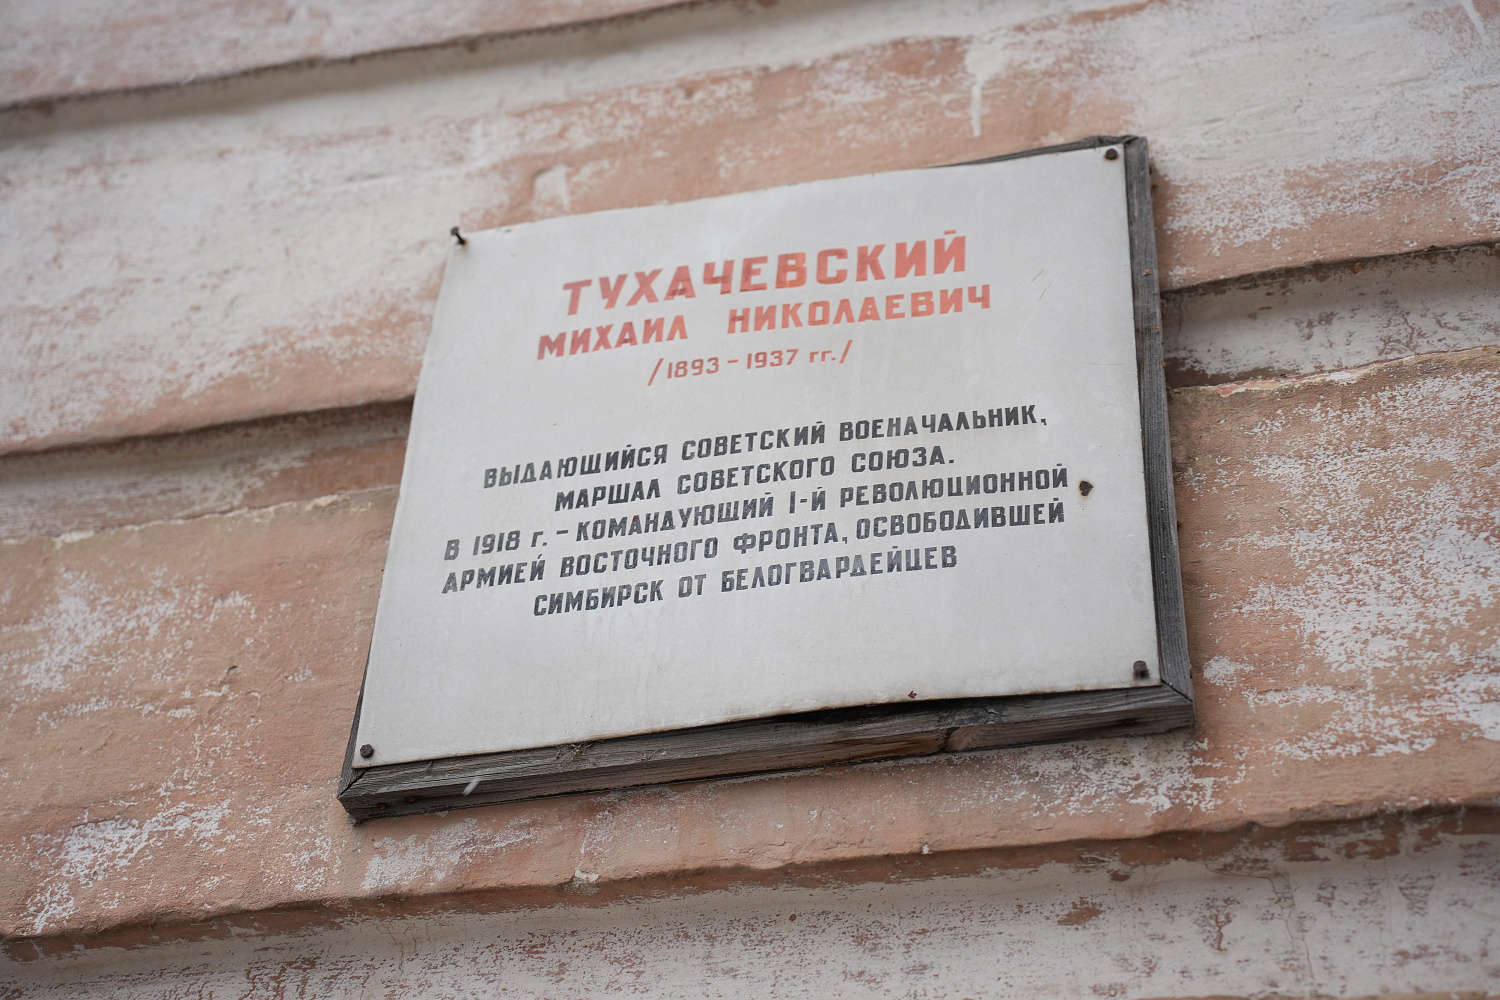 ТУХАЧЕВСКИЙ
МИХАИЛ НИКОЛАЕВИЧ
/1893 - 1937 гг./
ВЫДАЮЩИЙСЯ СОВЕТСКИЙ ВОЕНАЧАЛЬНИК,
МАРШАЛ СОВЕТСКОГО СОЮЗА.
В 1918 г. - КОМАНДУЮЩИЙ I-Й РЕВОЛЮЦИОННОЙ
АРМИЕЙ ВОСТОЧНОГО ФРОНТА, ОСВОБОДИВШЕЙ
СИМБИРСК ОТ БЕЛОГВАРДЕЙЦЕВ